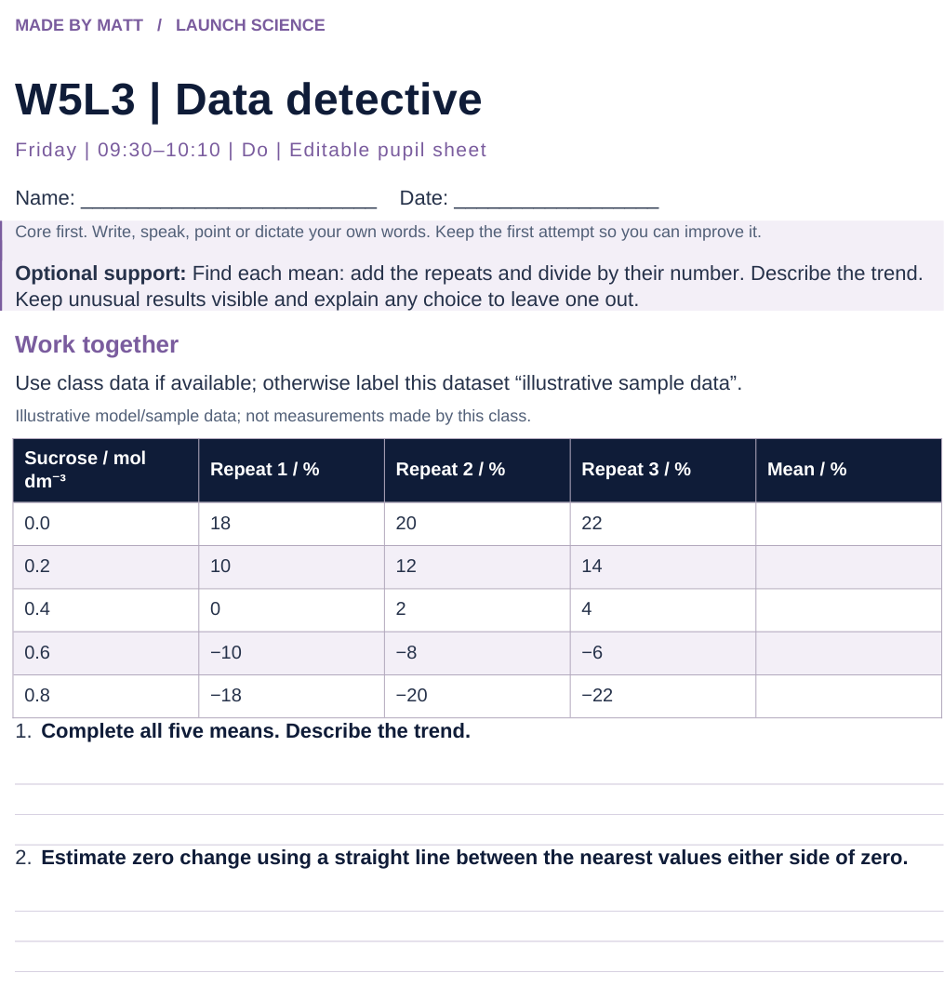 MADE BY MATT / LAUNCH SCIENCE
W5L3 | Data detective
Friday | 09:30–10:10 | Do | Editable pupil sheet
Name: __________________________ Date: __________________
Core first. Write, speak, point or dictate your own words. Keep the first attempt so you can improve it.
Optional support: Find each mean: add the repeats and divide by their number. Describe the trend.
Keep unusual results visible and explain any choice to leave one out.
Work together
Use class data if available; otherwise label this dataset “illustrative sample data”.
Illustrative model/sample data; not measurements made by this class.
Sucrose / mol dm⁻³ Repeat 1 / % Repeat 2 / % Repeat 3 / % Mean / %
0.0 18 20 22
0.2 10 12 14
0.4 0 2 4
0.6 −10 −8 −6
0.8 −18 −20 −22
1. Complete all five means. Describe the trend.
2. Estimate zero change using a straight line between the nearest values either side of zero.